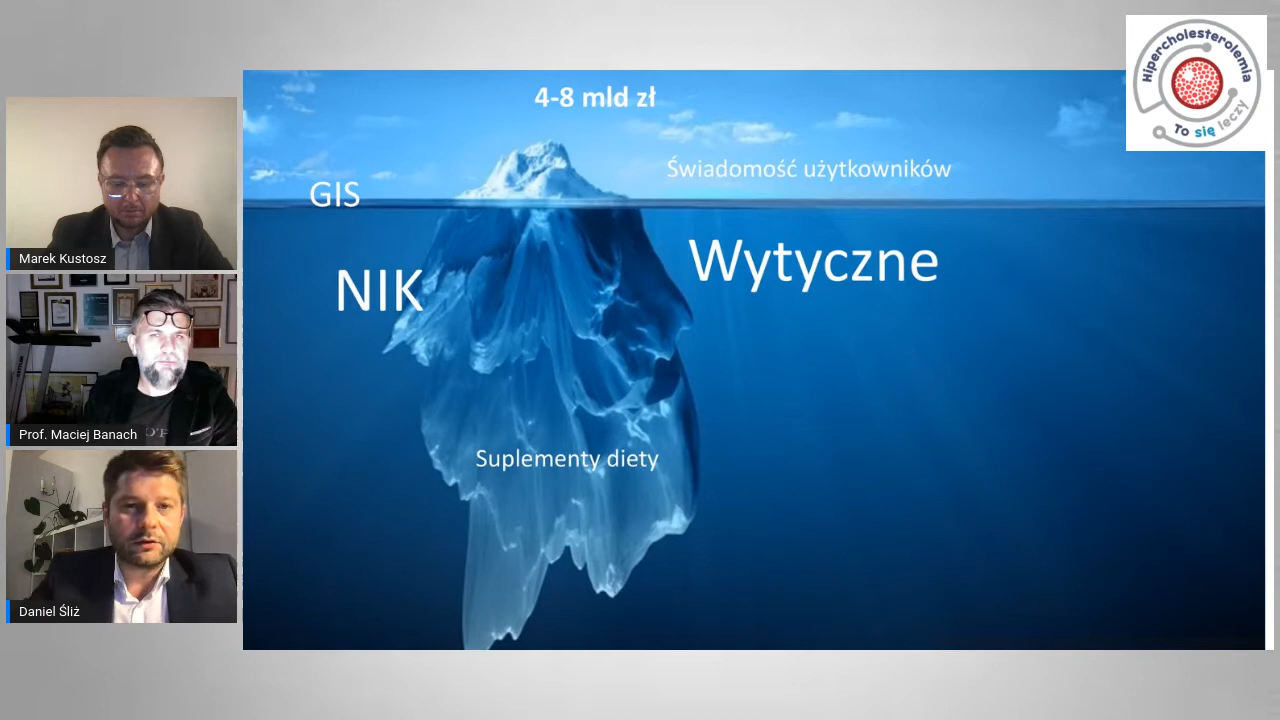 Hipercholesterolemia
To się leczy
4-8 mld zł
Świadomość użytkowników
GIS
Wytyczne
NIK
Suplementy diety
Marek Kustosz
Prof. Maciej Banach
Daniel Śliż